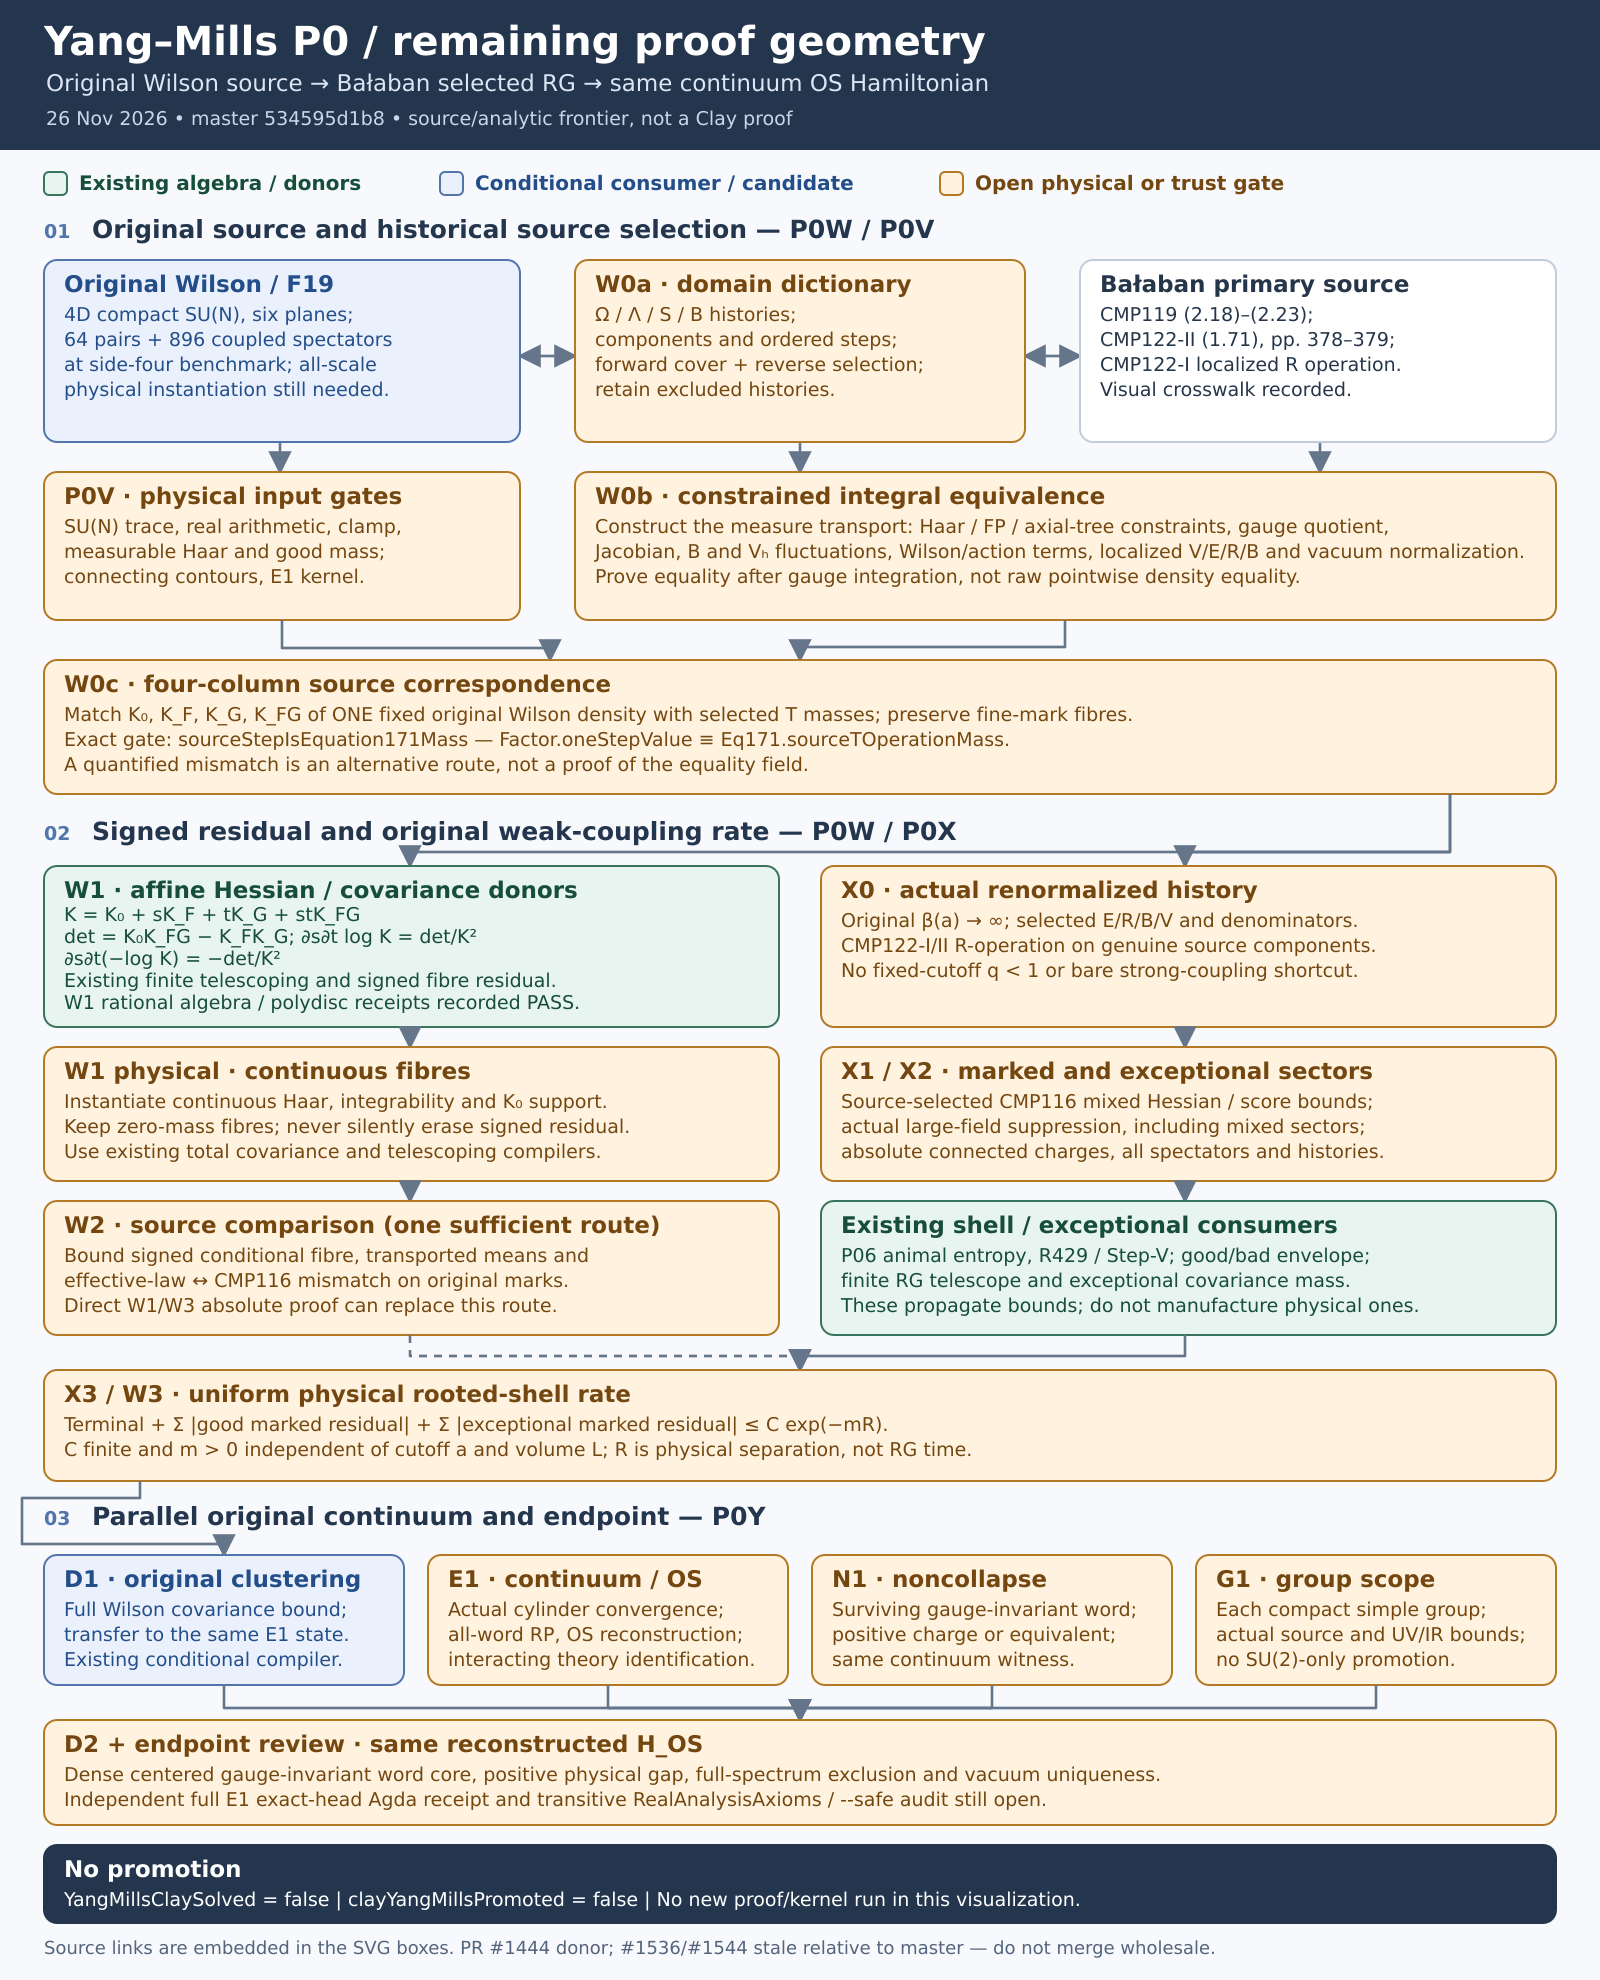 Yang–Mills P0 / remaining proof geometry
Original Wilson source → Bałaban selected RG → same continuum OS Hamiltonian
26 Nov 2026 • master 534595d1b8 • source/analytic frontier, not a Clay proof
Existing algebra / donors
Conditional consumer / candidate
Open physical or trust gate
01 Original source and historical source selection — P0W / P0V
Original Wilson / F19
4D compact SU(N), six planes;
64 pairs + 896 coupled spectators
at side-four benchmark; all-scale
physical instantiation still needed.
W0a · domain dictionary
Ω / Λ / S / B histories;
components and ordered steps;
forward cover + reverse selection;
retain excluded histories.
Bałaban primary source
CMP119 (2.18)–(2.23);
CMP122-II (1.71), pp. 378–379;
CMP122-I localized R operation.
Visual crosswalk recorded.
P0V · physical input gates
SU(N) trace, real arithmetic, clamp,
measurable Haar and good mass;
connecting contours, E1 kernel.
W0b · constrained integral equivalence
Construct the measure transport: Haar / FP / axial-tree constraints, gauge quotient,
Jacobian, B and Vₕ fluctuations, Wilson/action terms, localized V/E/R/B and vacuum normalization.
Prove equality after gauge integration, not raw pointwise density equality.
W0c · four-column source correspondence
Match K₀, K_F, K_G, K_FG of ONE fixed original Wilson density with selected T masses; preserve fine-mark fibres.
Exact gate: sourceStepIsEquation171Mass — Factor.oneStepValue ≡ Eq171.sourceTOperationMass.
A quantified mismatch is an alternative route, not a proof of the equality field.
02 Signed residual and original weak-coupling rate — P0W / P0X
W1 · affine Hessian / covariance donors
K = K₀ + sK_F + tK_G + stK_FG
det = K₀K_FG − K_FK_G; ∂s∂t log K = det/K²
∂s∂t(−log K) = −det/K²
Existing finite telescoping and signed fibre residual.
W1 rational algebra / polydisc receipts recorded PASS.
X0 · actual renormalized history
Original β(a) → ∞; selected E/R/B/V and denominators.
CMP122-I/II R-operation on genuine source components.
No fixed-cutoff q < 1 or bare strong-coupling shortcut.
W1 physical · continuous fibres
Instantiate continuous Haar, integrability and K₀ support.
Keep zero-mass fibres; never silently erase signed residual.
Use existing total covariance and telescoping compilers.
X1 / X2 · marked and exceptional sectors
Source-selected CMP116 mixed Hessian / score bounds;
actual large-field suppression, including mixed sectors;
absolute connected charges, all spectators and histories.
W2 · source comparison (one sufficient route)
Bound signed conditional fibre, transported means and
effective-law ↔ CMP116 mismatch on original marks.
Direct W1/W3 absolute proof can replace this route.
Existing shell / exceptional consumers
P06 animal entropy, R429 / Step-V; good/bad envelope;
finite RG telescope and exceptional covariance mass.
These propagate bounds; do not manufacture physical ones.
X3 / W3 · uniform physical rooted-shell rate
Terminal + Σ |good marked residual| + Σ |exceptional marked residual| ≤ C exp(−mR).
C finite and m > 0 independent of cutoff a and volume L; R is physical separation, not RG time.
03 Parallel original continuum and endpoint — P0Y
D1 · original clustering
Full Wilson covariance bound;
transfer to the same E1 state.
Existing conditional compiler.
E1 · continuum / OS
Actual cylinder convergence;
all-word RP, OS reconstruction;
interacting theory identification.
N1 · noncollapse
Surviving gauge-invariant word;
positive charge or equivalent;
same continuum witness.
G1 · group scope
Each compact simple group;
actual source and UV/IR bounds;
no SU(2)-only promotion.
D2 + endpoint review · same reconstructed H_OS
Dense centered gauge-invariant word core, positive physical gap, full-spectrum exclusion and vacuum uniqueness.
Independent full E1 exact-head Agda receipt and transitive RealAnalysisAxioms / --safe audit still open.
No promotion
YangMillsClaySolved = false | clayYangMillsPromoted = false | No new proof/kernel run in this visualization.
Source links are embedded in the SVG boxes. PR #1444 donor; #1536/#1544 stale relative to master — do not merge wholesale.